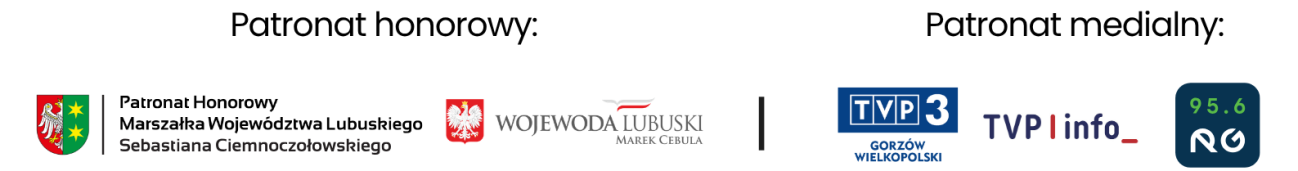 Patronat honorowy:
Patronat medialny:
Patronat Honorowy
Marszałka Województwa Lubuskiego
Sebastiana Ciemnoczołowskiego
WOJEWODA LUBUSKI
MAREK CEBULA
TVP 3
GORZÓW
WIELKOPOLSKI
TVP info_
95.6
RG